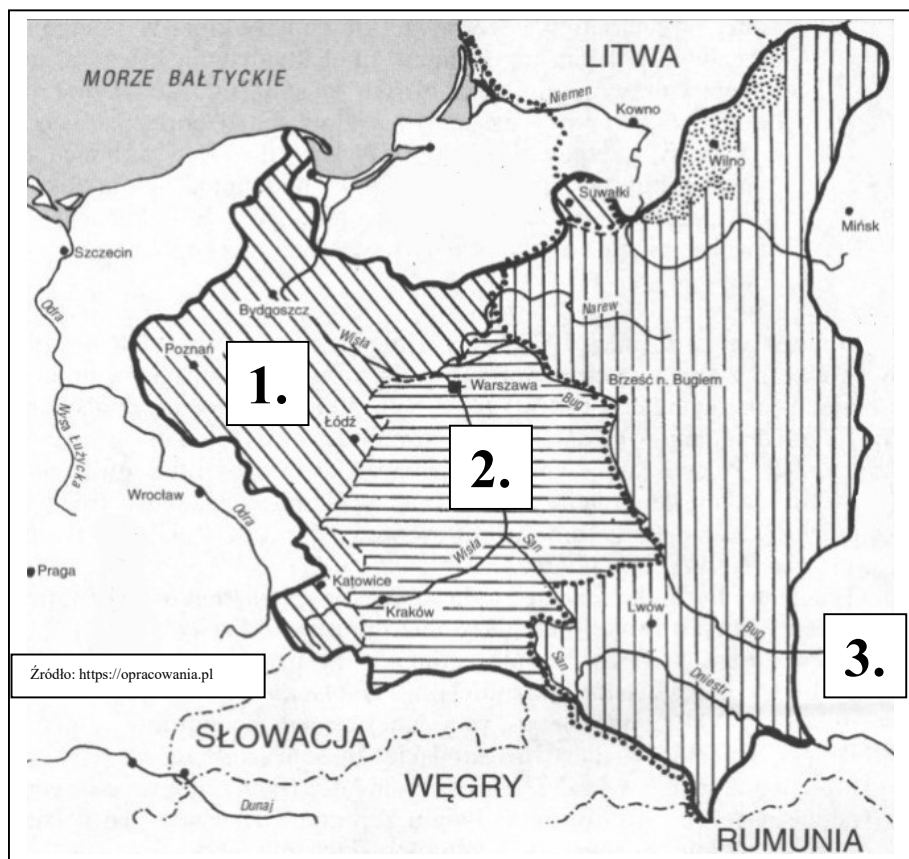 LITWA
MORZE BAŁTYCKIE
Niemen
Kowno
Wilno
Suwałki
Mińsk
Szczecin
Odra
Bydgoszcz
Narew
Wisła
Poznań
1.
Warszawa
Brześć n. Bugiem
Bug
Łódź
N-sa Łużycka
2.
Wrocław
Odra
Wisła
San
Praga
Katowice
Kraków
Lwów
Bug
3.
San
Dniestr
Źródło: https://opracowania.pl
SŁOWACJA
WĘGRY
Dunaj
RUMUNIA